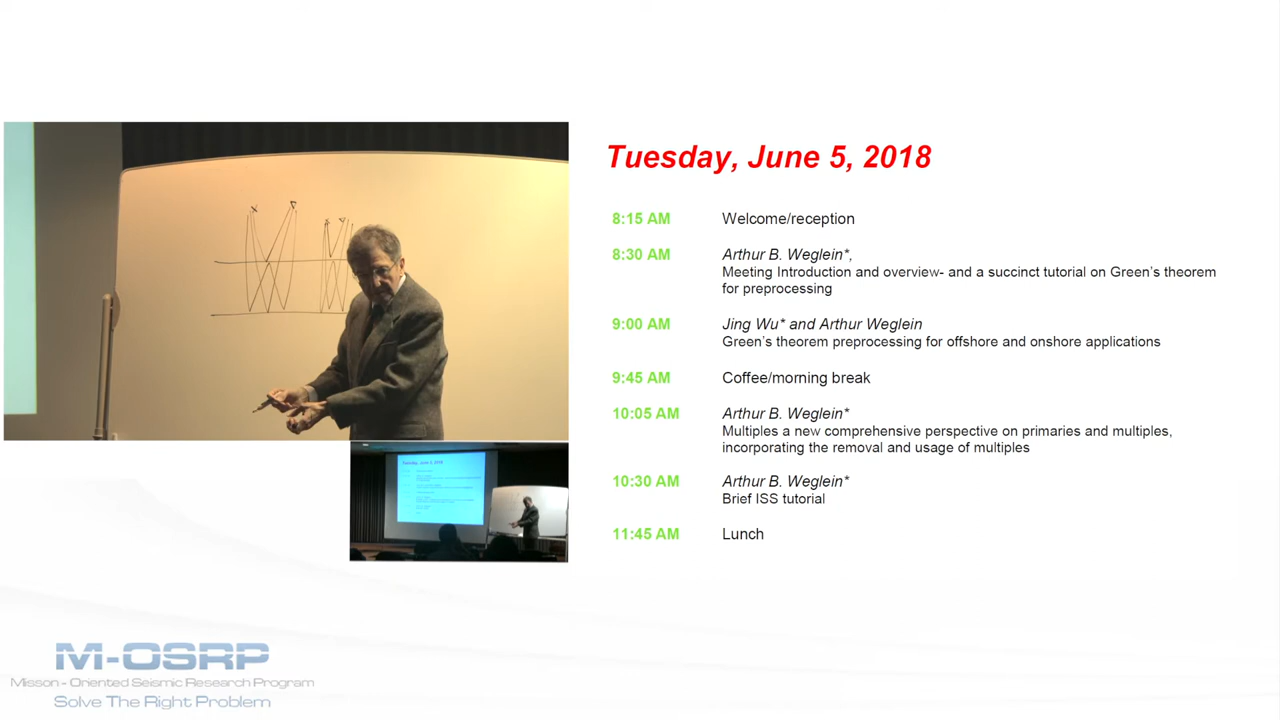 Tuesday, June 5, 2018
8:15 AM Welcome/reception
8:30 AM Arthur B. Weglein*,
Meeting Introduction and overview- and a succinct tutorial on Green's theorem
for preprocessing
9:00 AM Jing Wu* and Arthur Weglein
Green's theorem preprocessing for offshore and onshore applications
9:45 AM Coffee/morning break
10:05 AM Arthur B. Weglein*
Multiples a new comprehensive perspective on primaries and multiples,
incorporating the removal and usage of multiples
10:30 AM Arthur B. Weglein*
Brief ISS tutorial
11:45 AM Lunch
Tuesday, June 5, 2018
M-OSRP
Misson - Oriented Seismic Research Program
Solve The Right Problem